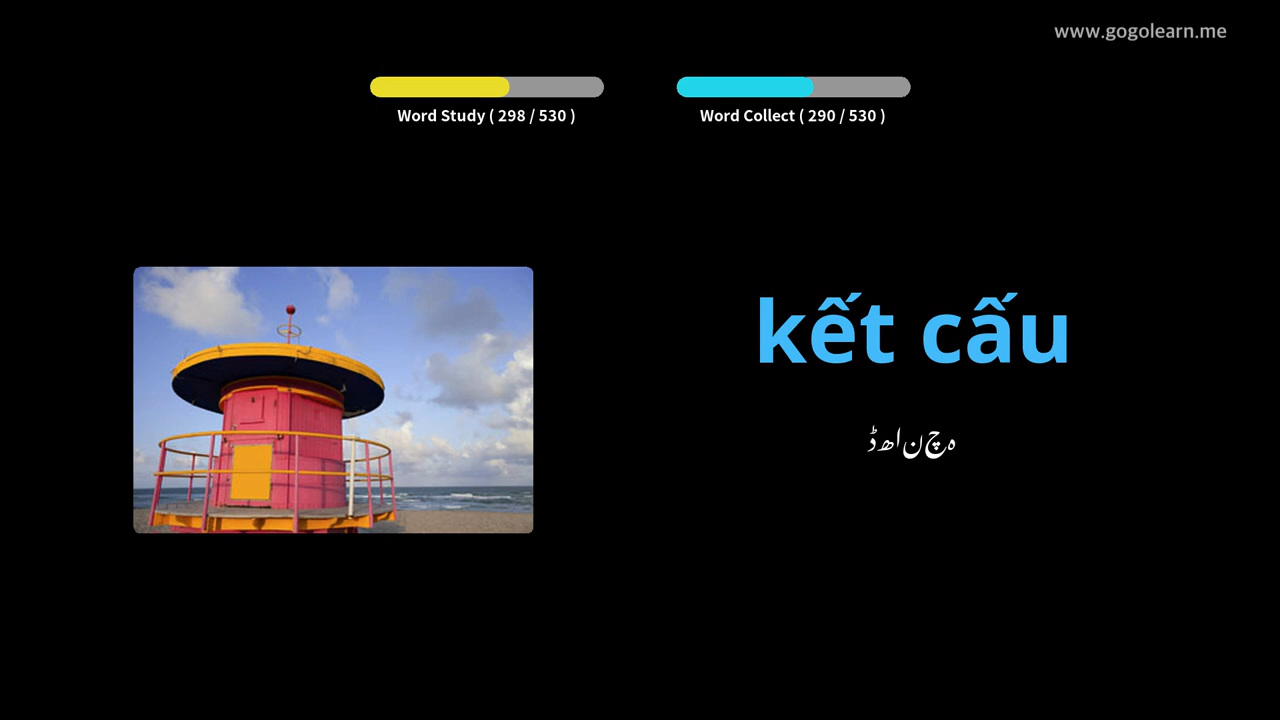 www.gogolearn.me
Word Study ( 298 / 530 )
Word Collect ( 290 / 530 )
kết cấu
ڈھانچہ